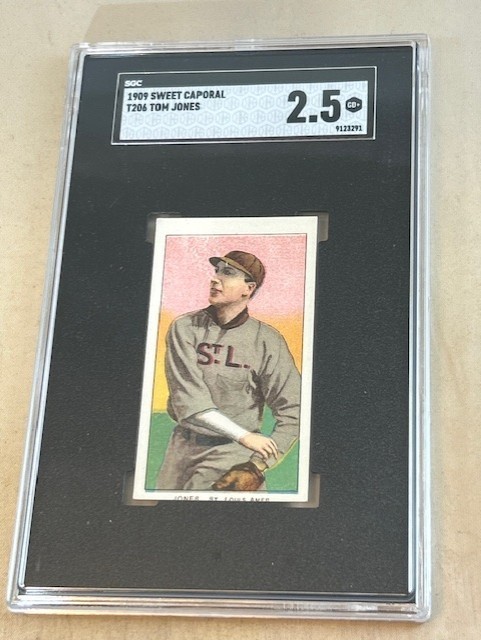 SGC
1909 SWEET CAPORAL
T206 TOM JONES
2.5 GD+
9123291
ST. L.
JONES, ST. LOUIS AMER.